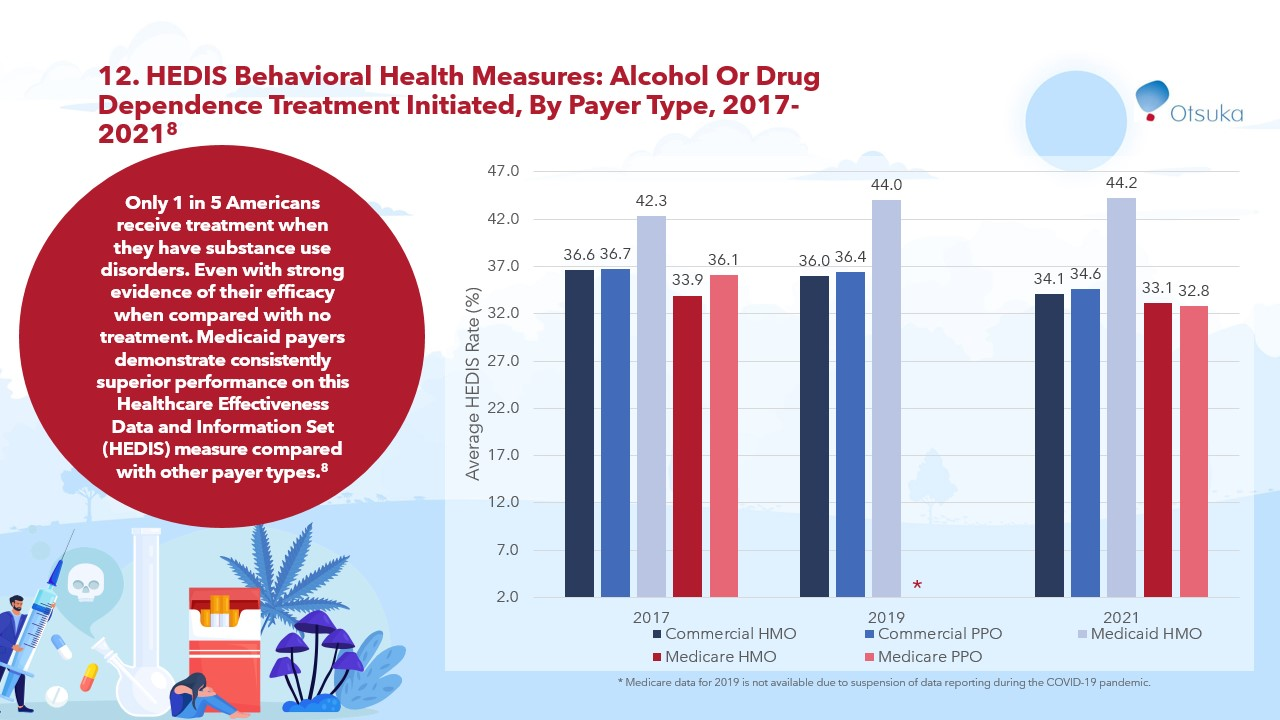 12. HEDIS Behavioral Health Measures: Alcohol Or Drug
Dependence Treatment Initiated, By Payer Type, 2017-
2021⁸
Otsuka
Only 1 in 5 Americans
receive treatment when
they have substance use
disorders. Even with strong
evidence of their efficacy
when compared with no
treatment. Medicaid payers
demonstrate consistently
superior performance on this
Healthcare Effectiveness
Data and Information Set
(HEDIS) measure compared
with other payer types.⁸
Average HEDIS Rate (%)
47.0
42.0
37.0
32.0
27.0
22.0
17.0
12.0
7.0
2.0
36.6 36.7 42.3 33.9 36.1
36.0 36.4 44.0 *
34.1 34.6 44.2 33.1 32.8
2017 2019 2021
Commercial HMO Commercial PPO Medicaid HMO
Medicare HMO Medicare PPO
* Medicare data for 2019 is not available due to suspension of data reporting during the COVID-19 pandemic.